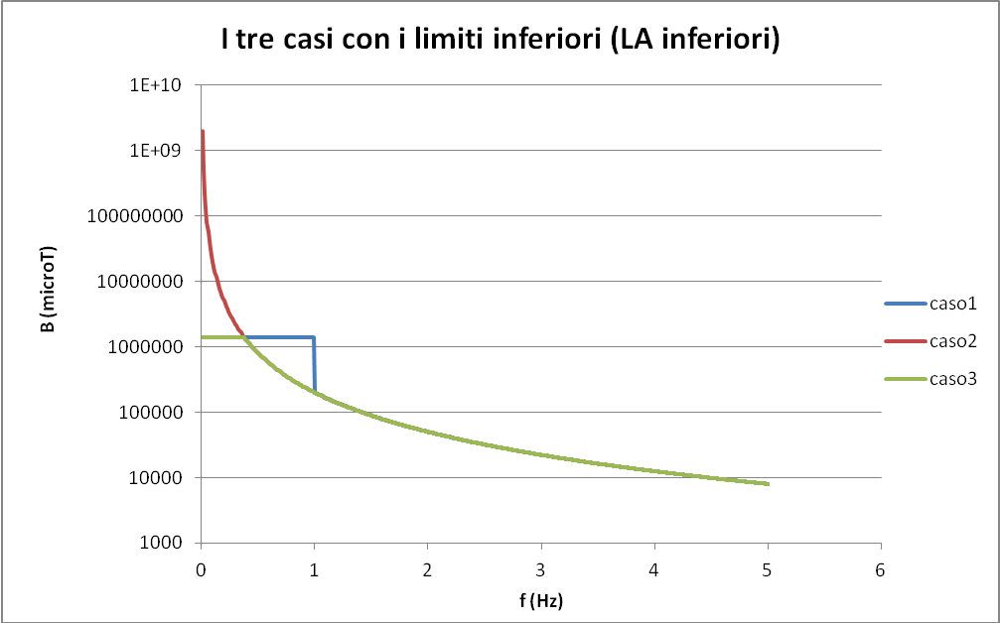 I tre casi con i limiti inferiori (LA inferiori)
1E+10
1E+09
100000000
10000000
1000000
100000
10000
1000
B (microT)
0 1 2 3 4 5 6
f (Hz)
caso1
caso2
caso3